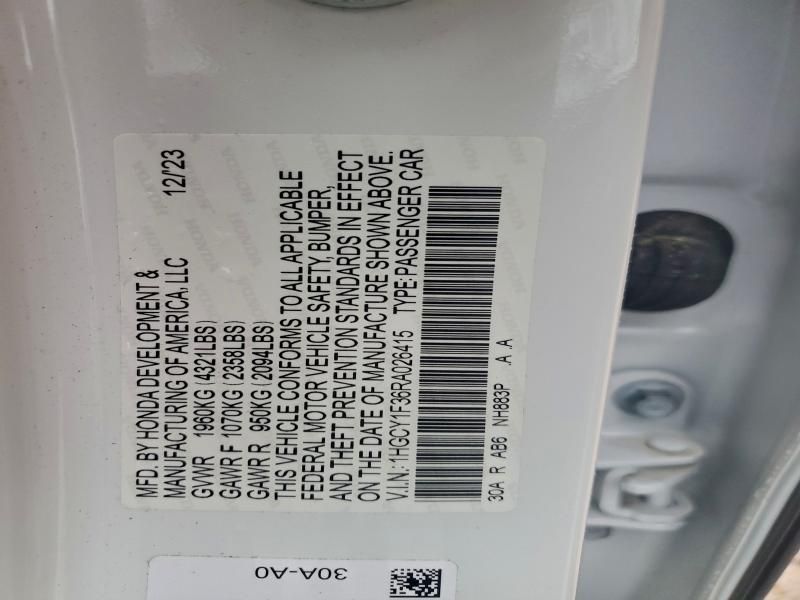 MFD. BY HONDA DEVELOPMENT &
MANUFACTURING OF AMERICA, LLC 12/'23
GVWR 1960KG (4321LBS)
GAWR F 1070KG (2358LBS)
GAWR R 950KG (2094LBS)
THIS VEHICLE CONFORMS TO ALL APPLICABLE
FEDERAL MOTOR VEHICLE SAFETY, BUMPER,
AND THEFT PREVENTION STANDARDS IN EFFECT
ON THE DATE OF MANUFACTURE SHOWN ABOVE.
V.I.N.: 1HGCY1F36RA026415 TYPE:PASSENGER CAR
30A R AB6 NH883P .A .A
30A-A0